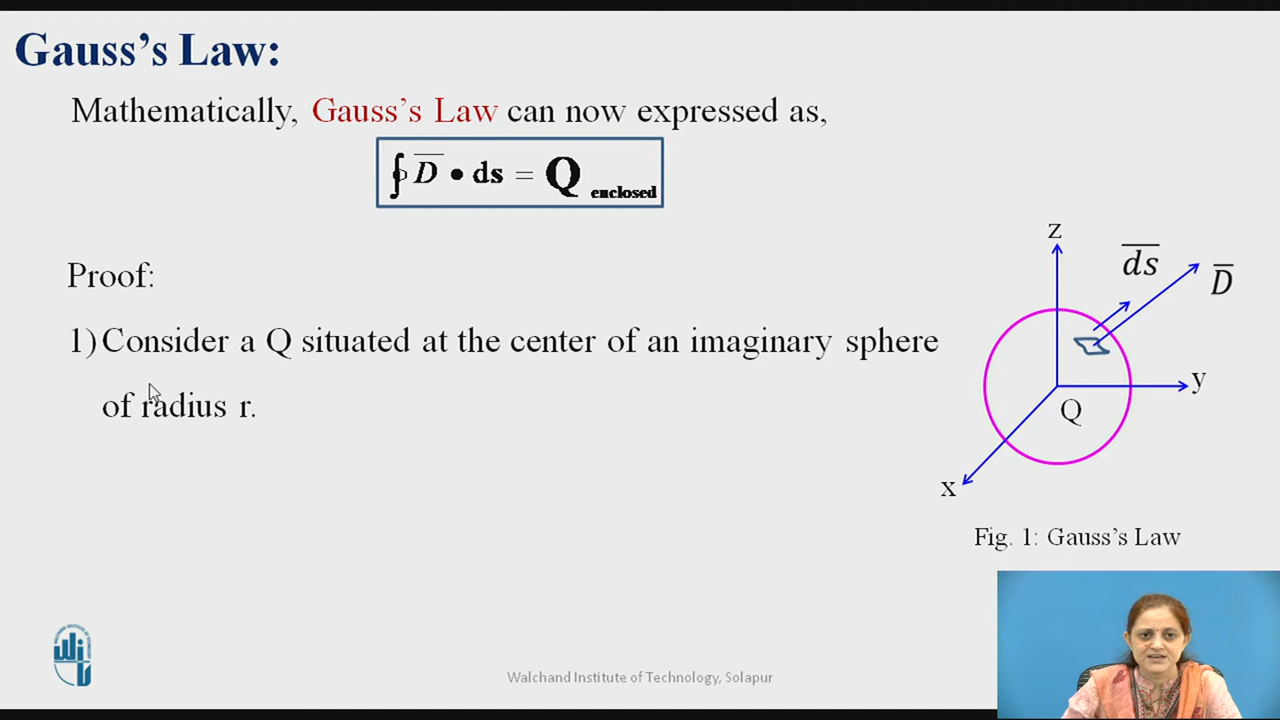 Gauss's Law:
Mathematically, Gauss's Law can now expressed as,
∮ D̅ • ds = Q enclosed
Proof:
1) Consider a Q situated at the center of an imaginary sphere
of radius r.
z
d̅s̅
D̅
y
Q
x
Fig. 1: Gauss's Law
Walchand Institute of Technology, Solapur